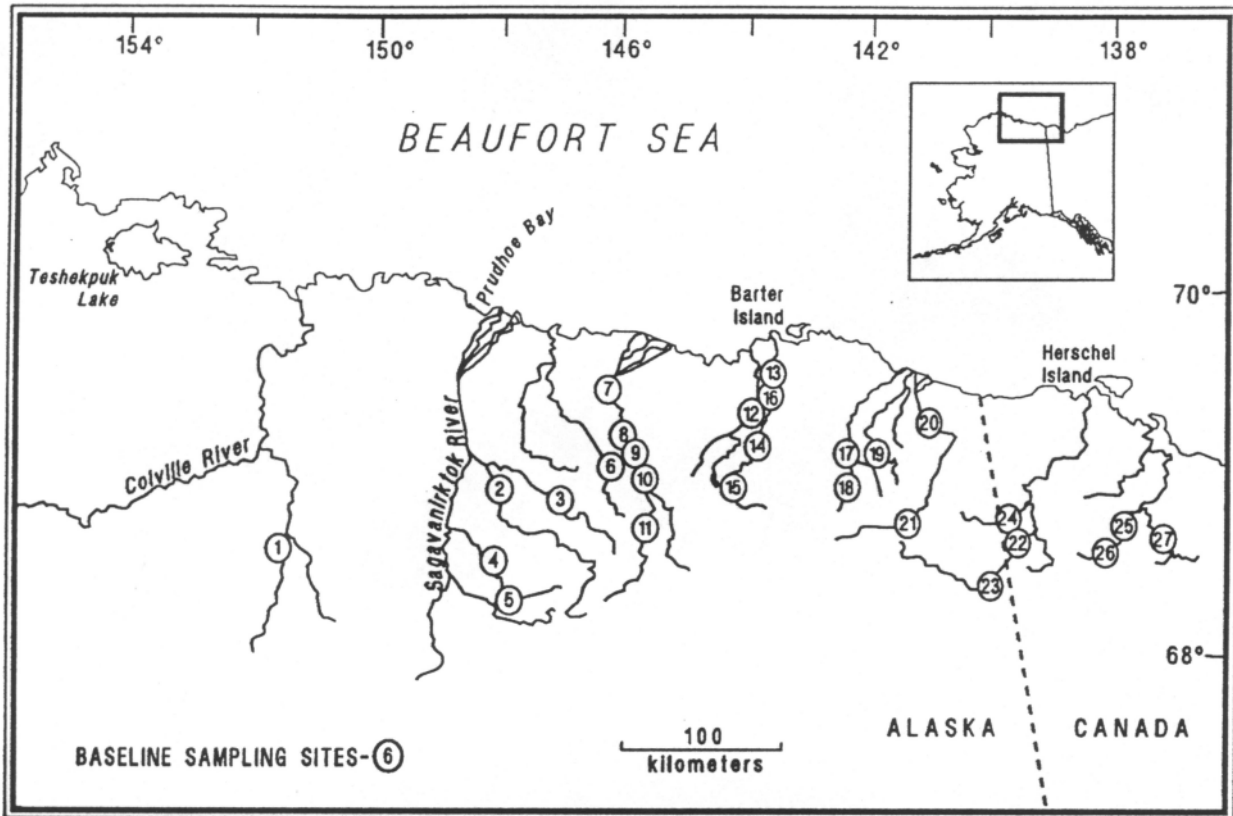 154° 150° 146° 142° 138°
BEAUFORT SEA
Prudhoe Bay
Teshekpuk
Lake
70°
Barter
Island
Herschel
Island
13
7
16
12
20
8
14
Colville River
Sagavanirktok River
9
17
19
6
10
2
3
15
18
11
21
24
25
1
22
27
4
26
5
23
68°
ALASKA CANADA
100
kilometers
BASELINE SAMPLING SITES-6